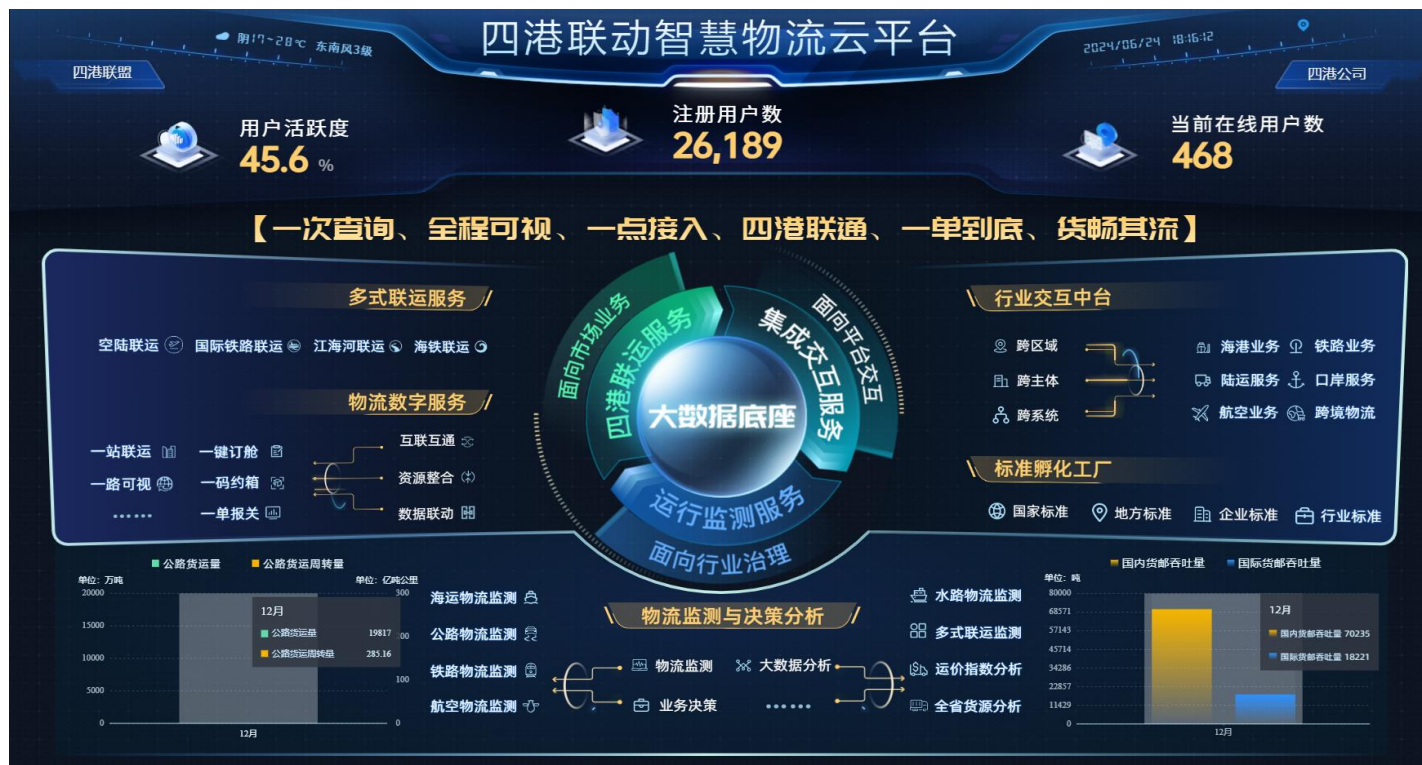 四港联动智慧物流云平台
阴17~28℃ 东南风3级
2024/06/24 18:16:12
四港联盟
四港公司
用户活跃度
45.6 %
注册用户数
26,189
当前在线用户数
468
【一次查询、全程可视、一点接入、四港联通、一单到底、货畅其流】
多式联运服务
空陆联运 国际铁路联运 江海河联运 海铁联运
物流数字服务
一站联运 一键订舱
一路可视 一码约箱
…… 一单报关
互联互通
资源整合
数据联动
面向市场业务
四港联运服务
集成交互服务
面向平台交互
大数据底座
运行监测服务
面向行业治理
行业交互中台
跨区域
跨主体
跨系统
海港业务 铁路业务
陆运服务 口岸服务
航空业务 跨境物流
标准孵化工厂
国家标准 地方标准 企业标准 行业标准
公路货运量 公路货运周转量
单位: 万吨
单位: 亿吨公里
20000
15000
10000
5000
0
300
200
100
0
12月
公路货运量 19817
公路货运周转量 285.16
12月
海运物流监测
公路物流监测
铁路物流监测
航空物流监测
物流监测与决策分析
物流监测 大数据分析
业务决策 ……
水路物流监测
多式联运监测
运价指数分析
全省货源分析
国内货邮吞吐量 国际货邮吞吐量
单位: 吨
80000
68571
57143
45714
34286
22857
11429
0
12月
国内货邮吞吐量 70235
国际货邮吞吐量 18221
12月